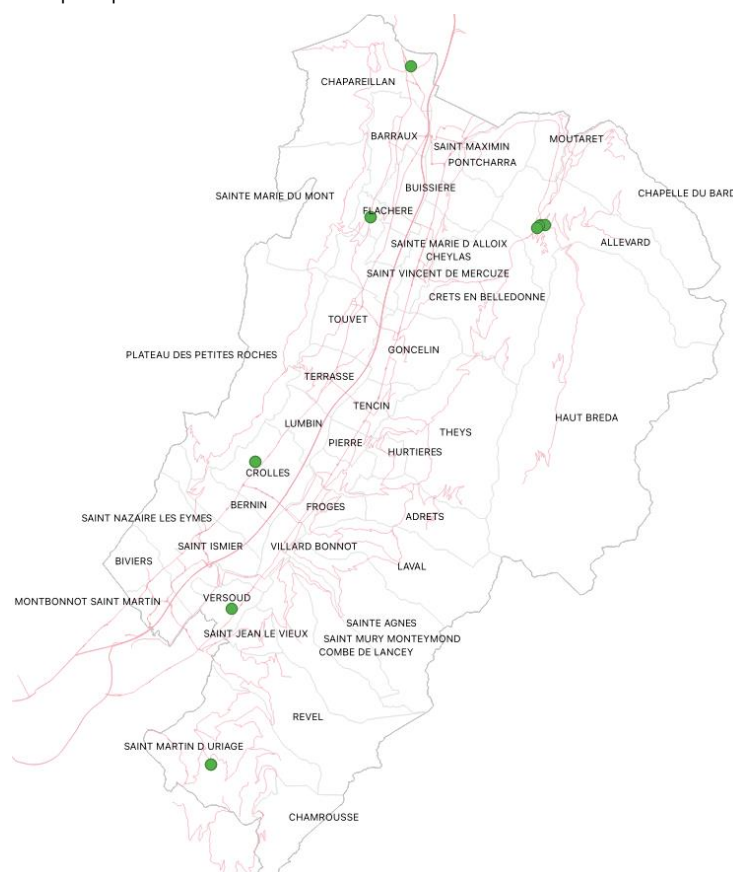 CHAPAREILLAN
BARRAUX
MOUTARET
SAINT MAXIMIN
PONTCHARRA
BUISSIERE
SAINTE MARIE DU MONT
CHAPELLE DU BARD
FLACHERE
SAINTE MARIE D ALLOIX
ALLEVARD
CHEYLAS
SAINT VINCENT DE MERCUZE
CRETS EN BELLEDONNE
TOUVET
GONCELIN
PLATEAU DES PETITES ROCHES
TERRASSE
TENCIN
HAUT BREDA
LUMBIN
THEYS
PIERRE
HURTIERES
CROLLES
BERNIN
FROGES
SAINT NAZAIRE LES EYMES
ADRETS
SAINT ISMIER
VILLARD BONNOT
BIVIERS
LAVAL
VERSOUD
MONTBONNOT SAINT MARTIN
SAINTE AGNES
SAINT JEAN LE VIEUX
SAINT MURY MONTEYMOND
COMBE DE LANCEY
REVEL
SAINT MARTIN D URIAGE
CHAMROUSSE